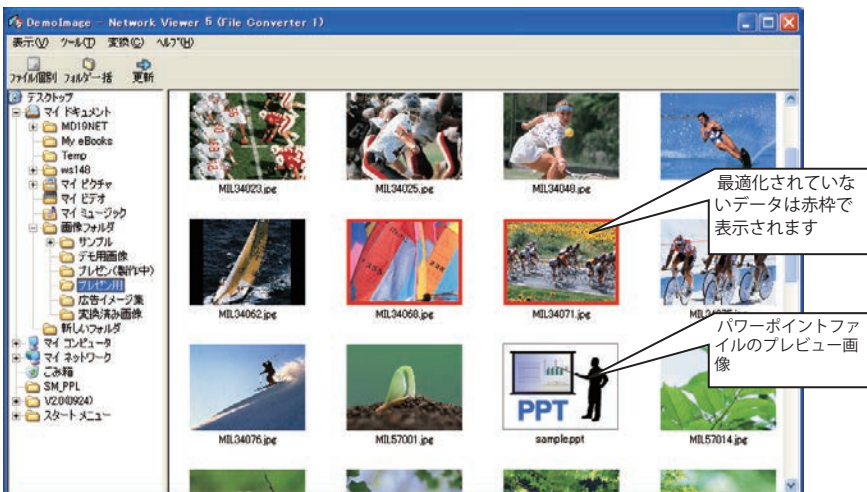 DemoImage - Network Viewer 5 (File Converter 1)
表示(V) ツール(T) 変換(C) ヘルプ(H)
ファイル個別 フォルダ一括 更新
デスクトップ
マイ ドキュメント
MD19NET
My eBooks
Temp
ws148
マイ ピクチャ
マイ ビデオ
マイ ミュージック
画像フォルダ
サンプル
デモ用画像
プレゼン(製作中)
プレゼン用
広告イメージ集
変換済み画像
新しいフォルダ
マイ コンピュータ
マイ ネットワーク
ごみ箱
SM_PPL
V2.0(0924)
スタート メニュー
MIL34023.jpg MIL34025.jpg MIL34048.jpg
最適化されていな
いデータは赤枠で
表示されます
MIL34062.jpg MIL34068.jpg MIL34071.jpg
パワーポイントファ
イルのプレビュー画
像
PPT
MIL34076.jpg MIL57001.jpg sample.ppt MIL57014.jpg